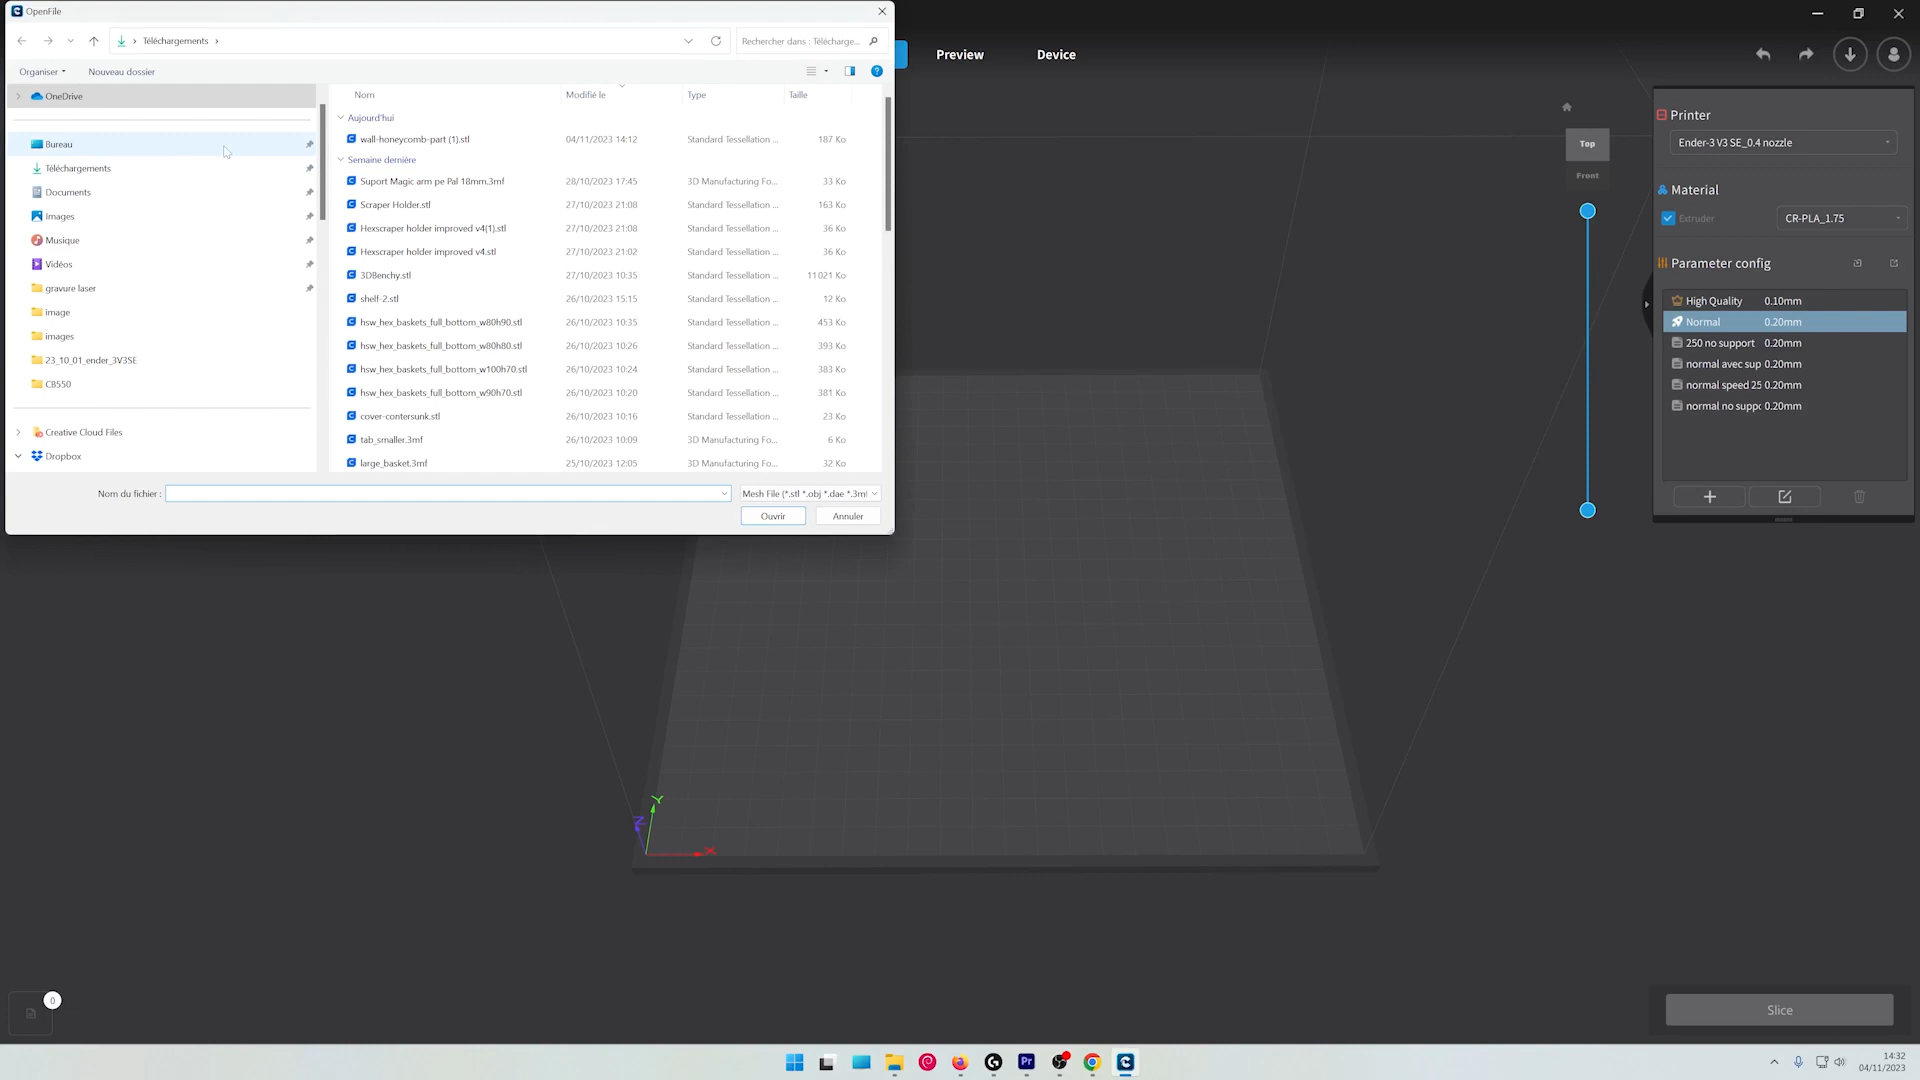 OpenFile
Téléchargements
Rechercher dans : Télécharge...
Organiser
Nouveau dossier
OneDrive
Bureau
Téléchargements
Documents
Images
Musique
Vidéos
gravure laser
image
images
23_10_01_ender_3V3SE
CB550
Creative Cloud Files
Dropbox
Nom Modifié le Type Taille
Aujourd'hui
wall-honeycomb-part (1).stl 04/11/2023 14:12 Standard Tessellation ... 187 Ko
Semaine dernière
Suport Magic arm pe Pal 18mm.3mf 28/10/2023 17:45 3D Manufacturing Fo... 33 Ko
Scraper Holder.stl 27/10/2023 21:08 Standard Tessellation ... 163 Ko
Hexscraper holder improved v4(1).stl 27/10/2023 21:08 Standard Tessellation ... 36 Ko
Hexscraper holder improved v4.stl 27/10/2023 21:02 Standard Tessellation ... 36 Ko
3DBenchy.stl 27/10/2023 10:35 Standard Tessellation ... 11 021 Ko
shelf-2.stl 26/10/2023 15:15 Standard Tessellation ... 12 Ko
hsw_hex_baskets_full_bottom_w80h90.stl 26/10/2023 10:35 Standard Tessellation ... 453 Ko
hsw_hex_baskets_full_bottom_w80h80.stl 26/10/2023 10:26 Standard Tessellation ... 393 Ko
hsw_hex_baskets_full_bottom_w100h70.stl 26/10/2023 10:24 Standard Tessellation ... 383 Ko
hsw_hex_baskets_full_bottom_w90h70.stl 26/10/2023 10:20 Standard Tessellation ... 381 Ko
cover-contersunk.stl 26/10/2023 10:16 Standard Tessellation ... 23 Ko
tab_smaller.3mf 26/10/2023 10:09 3D Manufacturing Fo... 6 Ko
large_basket.3mf 25/10/2023 12:05 3D Manufacturing Fo... 32 Ko
Nom du fichier :
Mesh File (*.stl *.obj *.dae *.3mf
Ouvrir
Annuler
Preview
Device
Top
Front
Printer
Ender-3 V3 SE_0.4 nozzle
Material
Extruder
CR-PLA_1.75
Parameter config
High Quality 0.10mm
Normal 0.20mm
250 no support 0.20mm
normal avec sup 0.20mm
normal speed 25 0.20mm
normal no suppc 0.20mm
Y
Z
X
0
Slice
Pr
14:32
04/11/2023